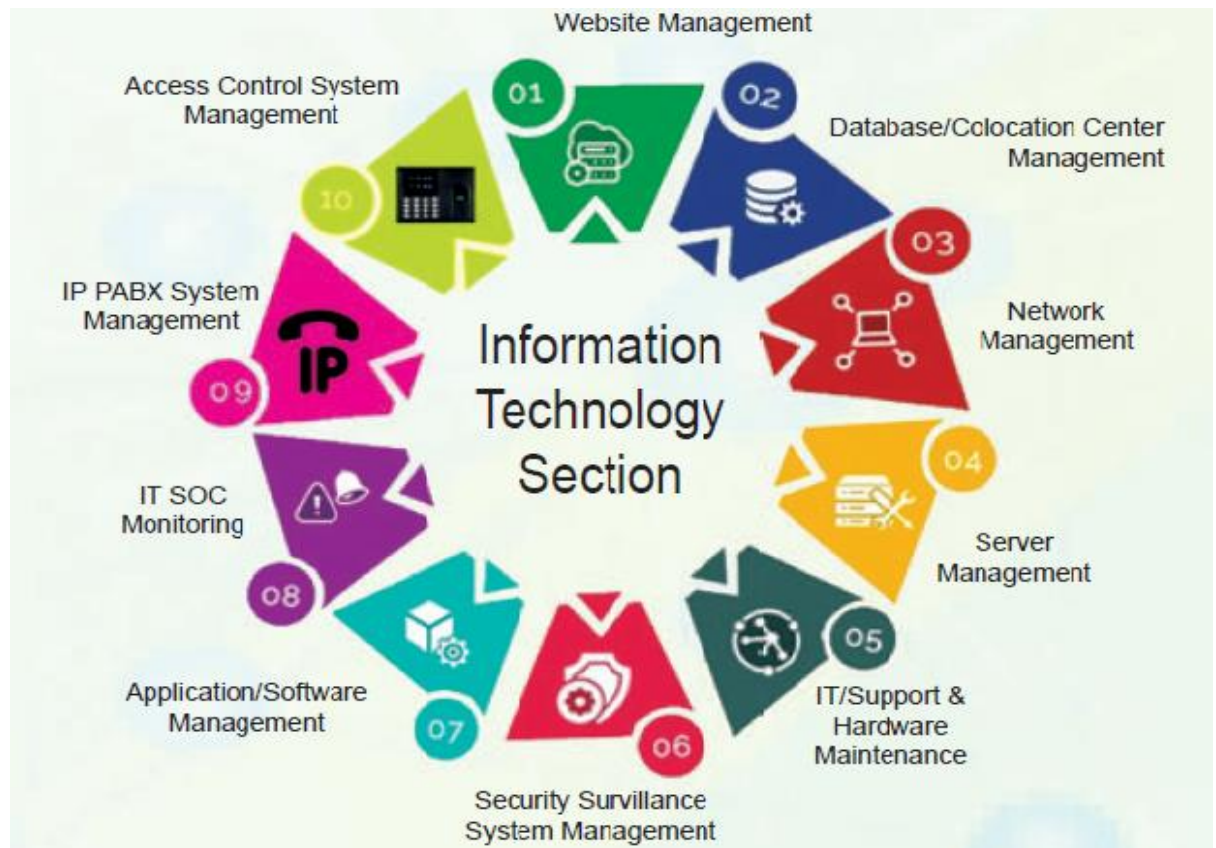 Website Management
01
02
Database/Colocation Center
Management
03
Network
Management
04
Server
Management
05
IT/Support &
Hardware
Maintenance
06
Security Survillance
System Management
07
Application/Software
Management
08
IT SOC
Monitoring
09
IP PABX System
Management
IP
10
Access Control System
Management
Information
Technology
Section